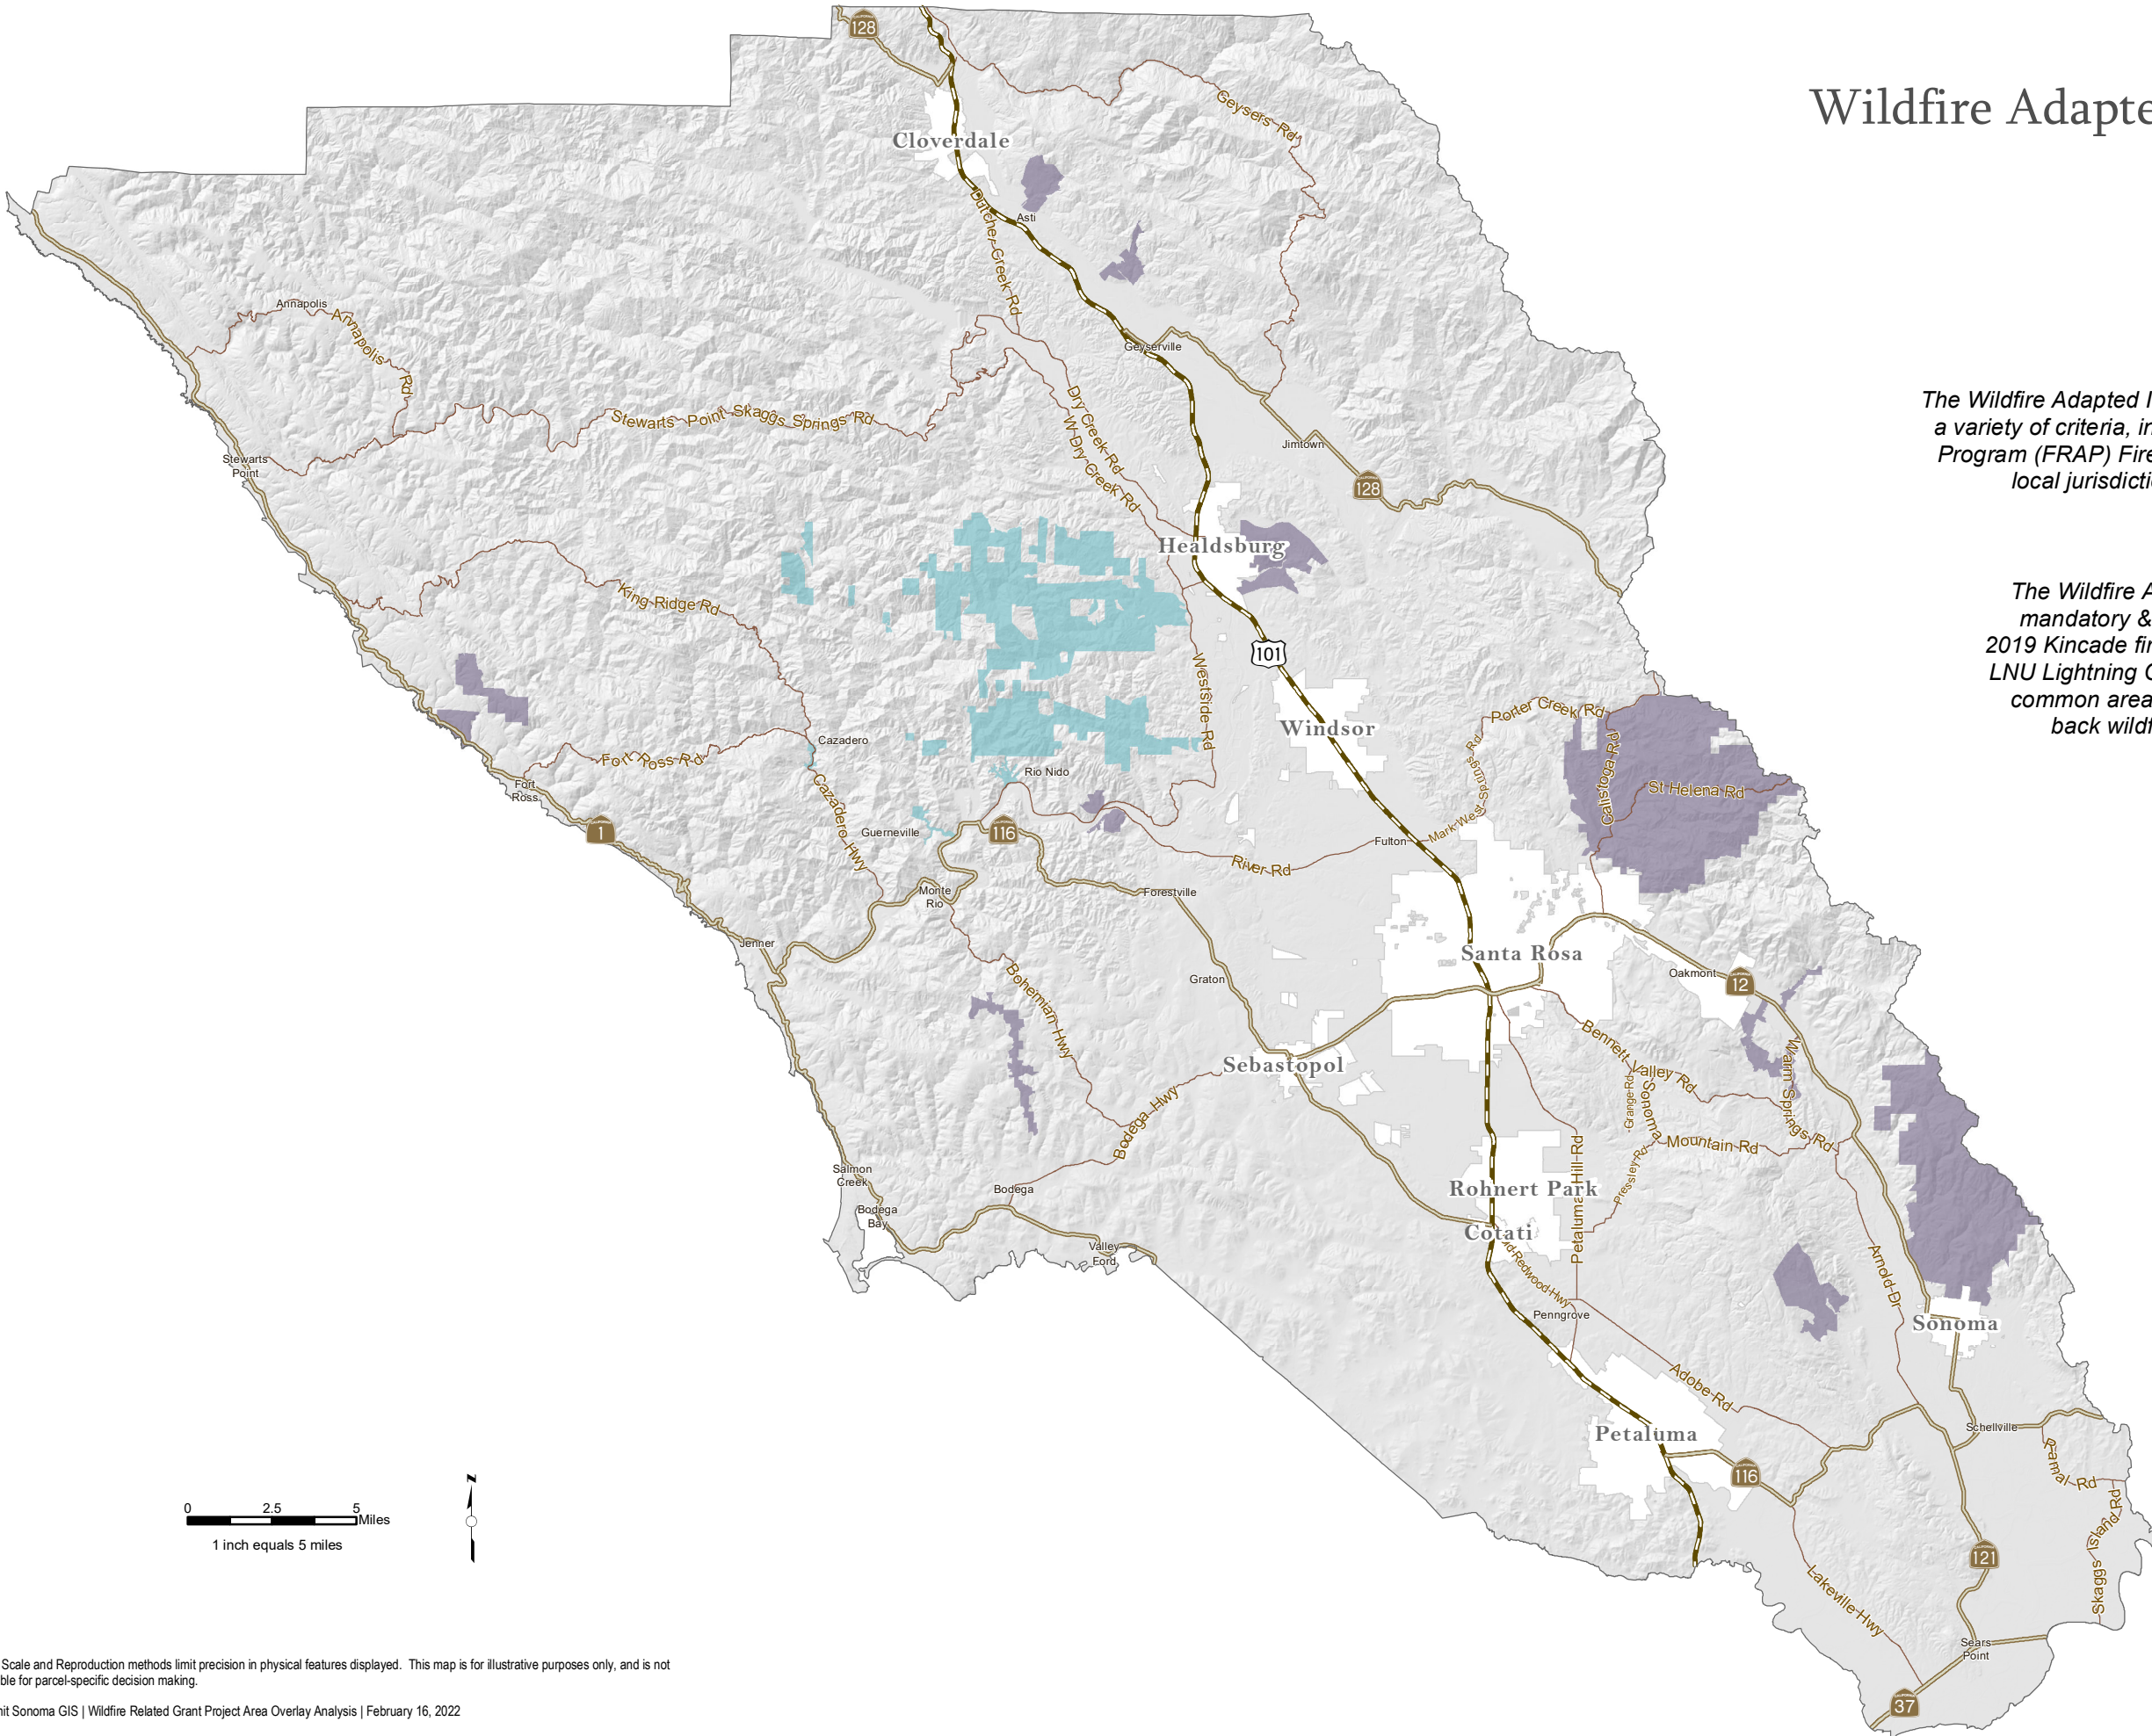 Wildfire Adapte
128
Cloverdale
Geysers Rd
Asti
Dutcher Creek Rd
Annapolis
Annapolis Rd
Geyserville
The Wildfire Adapted I
a variety of criteria, in
Program (FRAP) Fire
local jurisdictio
Stewarts Point Skaggs Springs Rd
Dry Creek Rd
W Dry Creek Rd
Jimtown
Stewarts
Point
128
Healdsburg
King Ridge Rd
The Wildfire A
mandatory &
2019 Kincade fir
LNU Lightning C
common area
back wildf
101
Westside Rd
Windsor
Porter Creek Rd
Cazadero
Fort Ross Rd
Rio Nido
Mark West Springs Rd
Calistoga Rd
St Helena Rd
Fort
Ross
Cazadero Hwy
1
Guerneville
116
Fulton
River Rd
Monte
Rio
Forestville
Jenner
Santa Rosa
Bohemian Hwy
Graton
Oakmont
12
Sebastopol
Bennett Valley Rd
Warm Springs Rd
Grange Rd
Sonoma Mountain Rd
Bodega Hwy
Petaluma Hill Rd
Pressley Rd
Salmon
Creek
Bodega
Rohnert Park
Bodega
Bay
Cotati
Valley
Ford
Old Redwood Hwy
Arnold Dr
Penngrove
Sonoma
Adobe Rd
Petaluma
Schellville
Ramal Rd
116
0 2.5 5
Miles
1 inch equals 5 miles
N
Skaggs Island Rd
121
Lakeville Hwy
Sears
Point
37
Scale and Reproduction methods limit precision in physical features displayed. This map is for illustrative purposes only, and is not
ble for parcel-specific decision making.
nit Sonoma GIS | Wildfire Related Grant Project Area Overlay Analysis | February 16, 2022